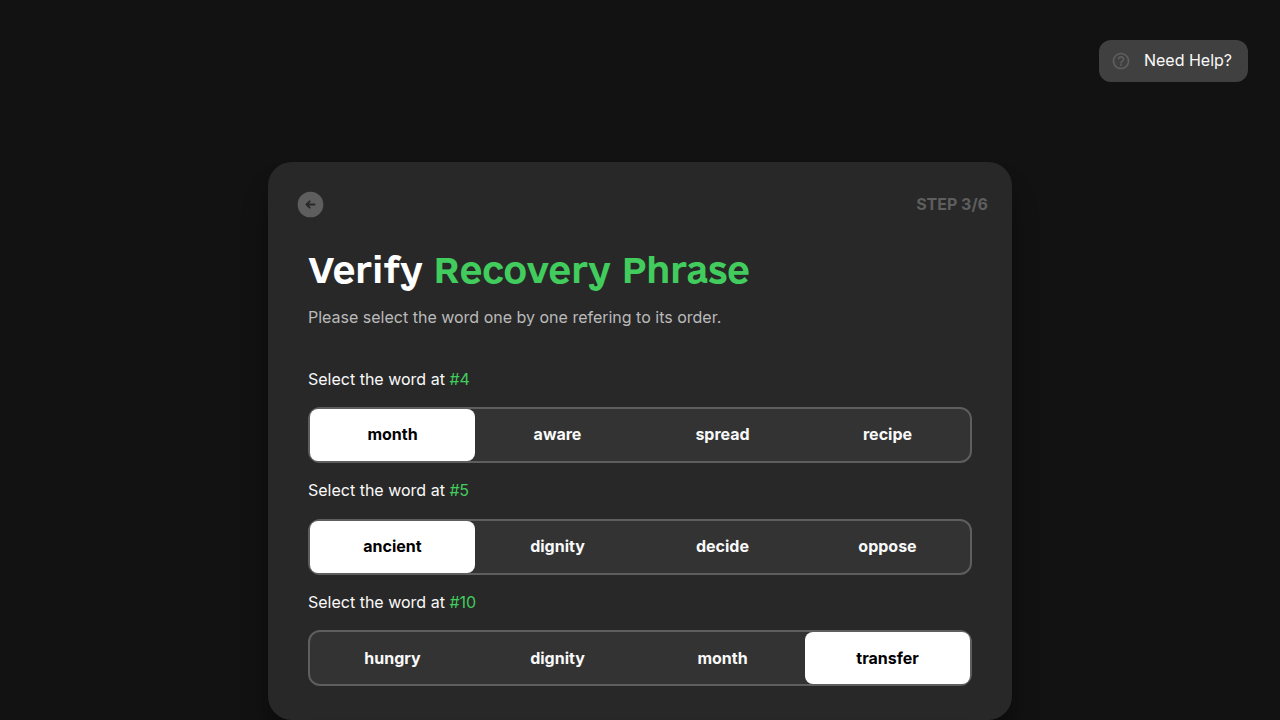 Need Help?
STEP 3/6
Verify Recovery Phrase
Please select the word one by one refering to its order.
Select the word at #4
month aware spread recipe
Select the word at #5
ancient dignity decide oppose
Select the word at #10
hungry dignity month transfer